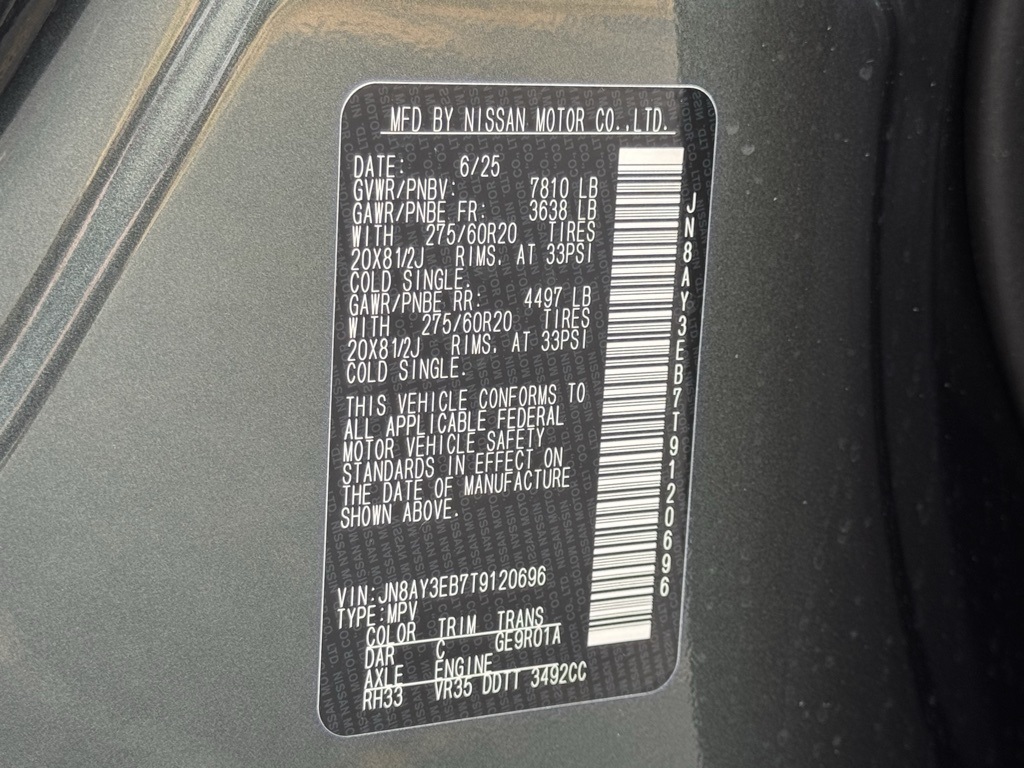 MFD BY NISSAN MOTOR CO.,LTD.
DATE: 6/25
GVWR/PNBV: 7810 LB
GAWR/PNBE FR: 3638 LB
WITH 275/60R20 TIRES
20X81/2J RIMS. AT 33PSI
COLD SINGLE.
GAWR/PNBE RR: 4497 LB
WITH 275/60R20 TIRES
20X81/2J RIMS. AT 33PSI
COLD SINGLE.
THIS VEHICLE CONFORMS TO
ALL APPLICABLE FEDERAL
MOTOR VEHICLE SAFETY
STANDARDS IN EFFECT ON
THE DATE OF MANUFACTURE
SHOWN ABOVE.
VIN:JN8AY3EB7T9120696
TYPE:MPV
COLOR TRIM TRANS
DAR C GE9R01A
AXLE ENGINE
RH33 VR35 DDTT 3492CC
JN8AY3EB7T9120696